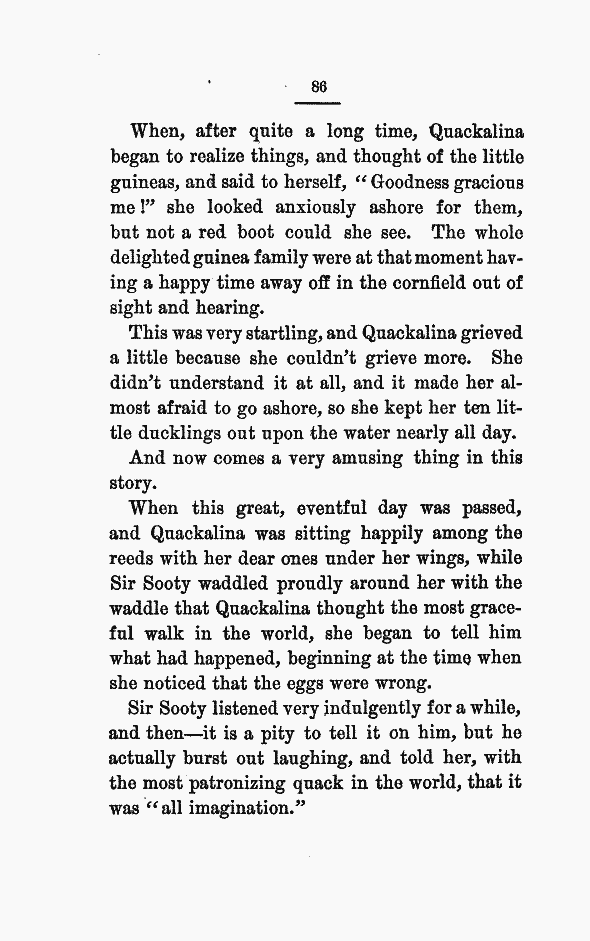 86
When, after quite a long time, Quackalina
began to realize things, and thought of the little
guineas, and said to herself, "Goodness gracious
me!" she looked anxiously ashore for them,
but not a red boot could she see. The whole
delighted guinea family were at that moment hav-
ing a happy time away off in the cornfield out of
sight and hearing.
This was very startling, and Quackalina grieved
a little because she couldn't grieve more. She
didn't understand it at all, and it made her al-
most afraid to go ashore, so she kept her ten lit-
tle ducklings out upon the water nearly all day.
And now comes a very amusing thing in this
story.
When this great, eventful day was passed,
and Quackalina was sitting happily among the
reeds with her dear ones under her wings, while
Sir Sooty waddled proudly around her with the
waddle that Quackalina thought the most grace-
ful walk in the world, she began to tell him
what had happened, beginning at the time when
she noticed that the eggs were wrong.
Sir Sooty listened very indulgently for a while,
and then—it is a pity to tell it on him, but he
actually burst out laughing, and told her, with
the most patronizing quack in the world, that it
was "all imagination."